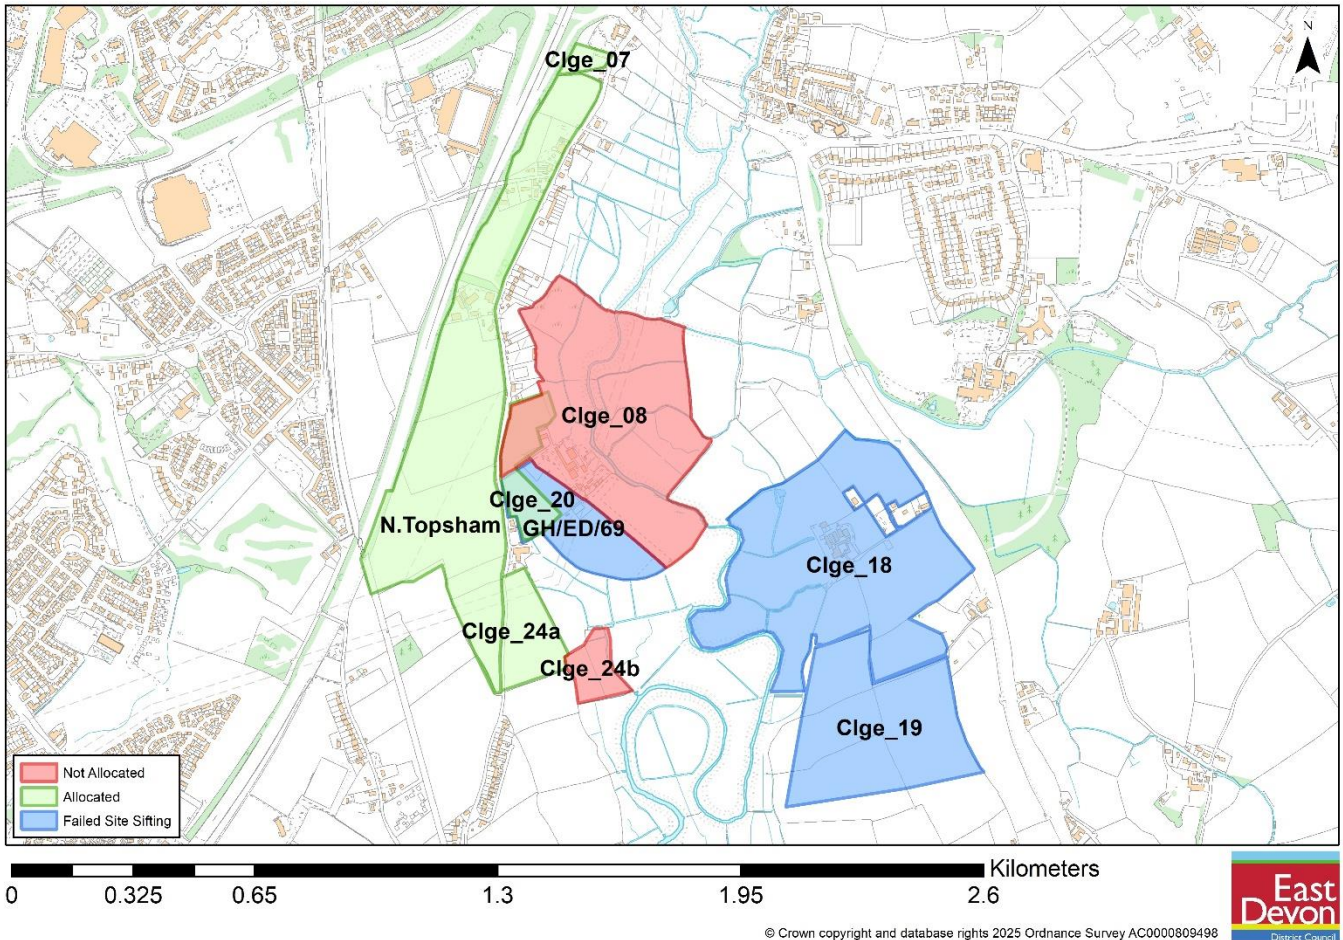 N
Clge_07
Clge_08
Clge_20
N.Topsham
GH/ED/69
Clge_18
Clge_24a
Clge_24b
Clge_19
Not Allocated
Allocated
Failed Site Sifting
Kilometers
0 0.325 0.65 1.3 1.95 2.6
East
Devon
District Council
© Crown copyright and database rights 2025 Ordnance Survey AC0000809498